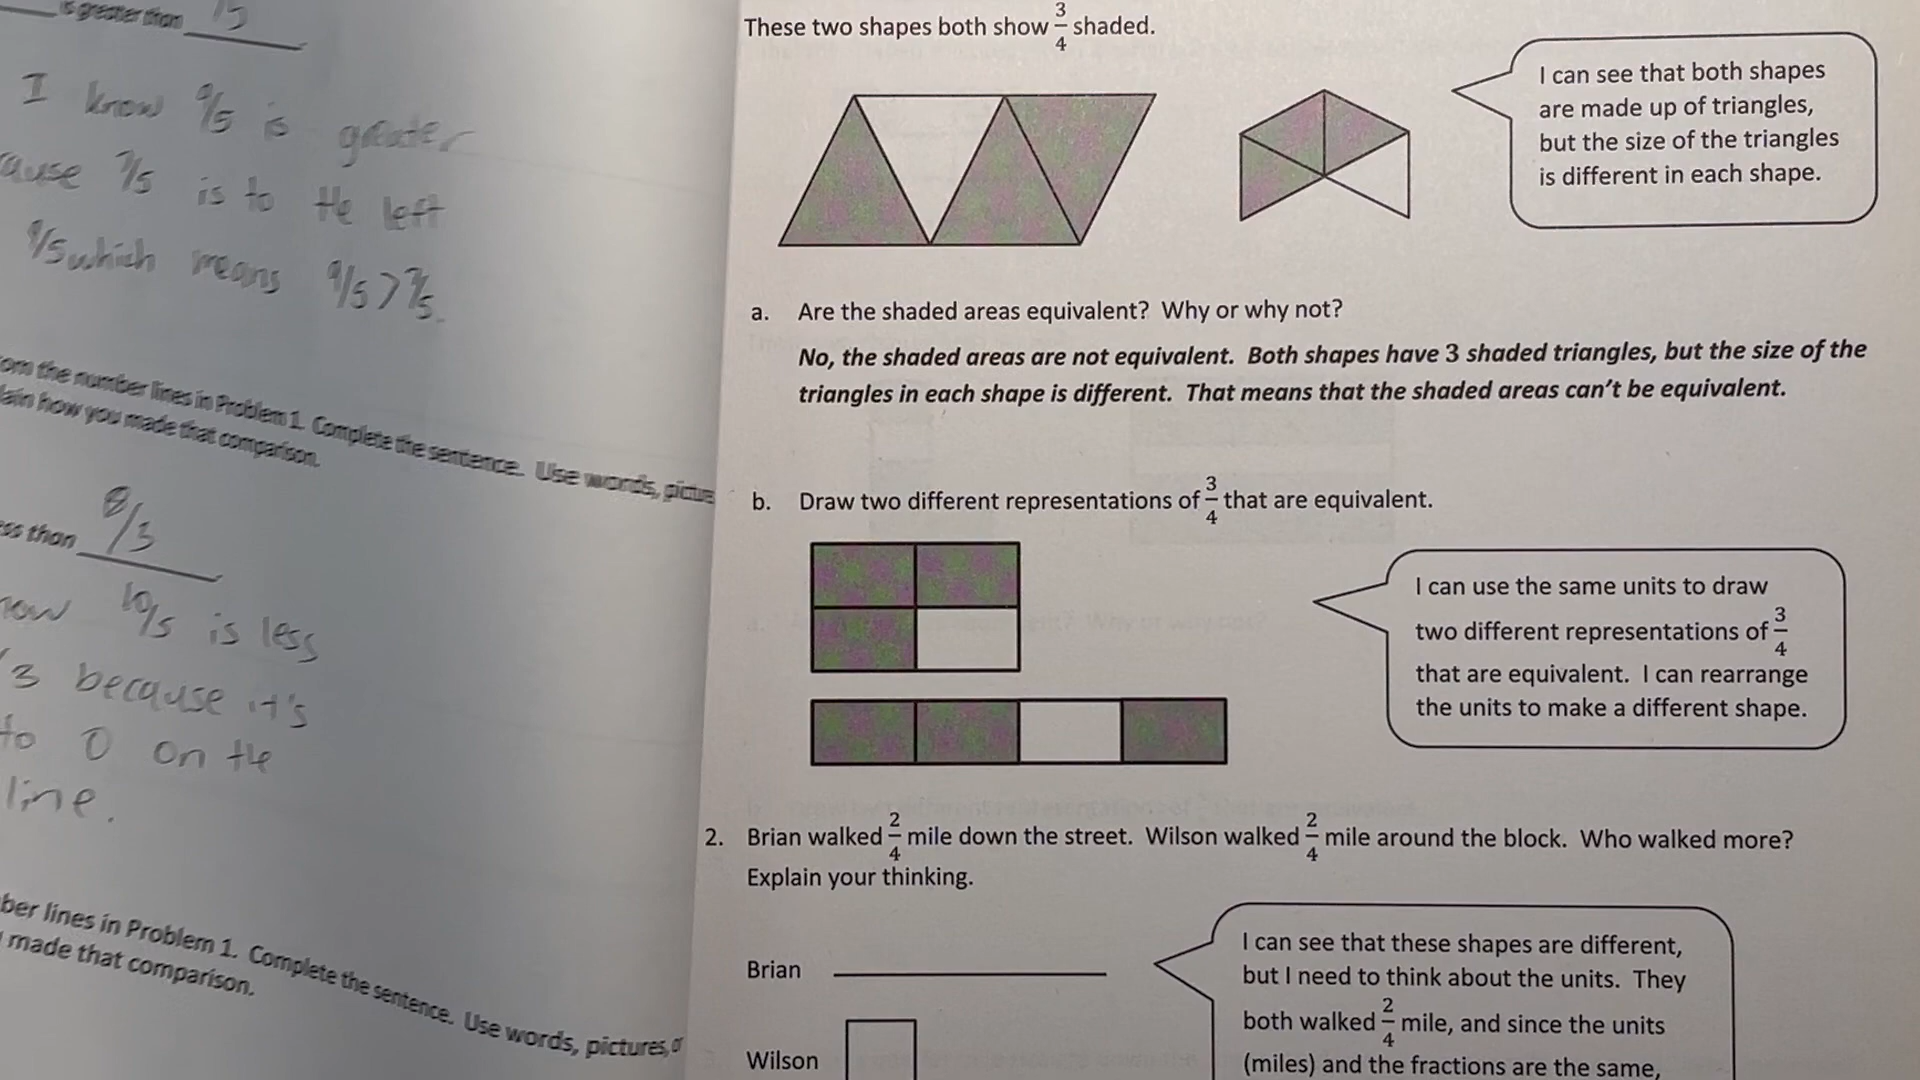 is greater than
I know 9/5 is greater
cause 7/5 is to the left
9/5 which means 9/5 > 7/5.
om the number lines in Problem 1. Complete the sentence. Use words, pictu
lain how you made that comparison.
ss than 8/3
now 10/5 is less
/3 because it's
to 0 on the
line.
ber lines in Problem 1. Complete the sentence. Use words, pictures, o
made that comparison.
These two shapes both show 3/4 shaded.
I can see that both shapes
are made up of triangles,
but the size of the triangles
is different in each shape.
a. Are the shaded areas equivalent? Why or why not?
No, the shaded areas are not equivalent. Both shapes have 3 shaded triangles, but the size of the
triangles in each shape is different. That means that the shaded areas can't be equivalent.
b. Draw two different representations of 3/4 that are equivalent.
I can use the same units to draw
two different representations of 3/4
that are equivalent. I can rearrange
the units to make a different shape.
2. Brian walked 2/4 mile down the street. Wilson walked 2/4 mile around the block. Who walked more?
Explain your thinking.
Brian
Wilson
I can see that these shapes are different,
but I need to think about the units. They
both walked 2/4 mile, and since the units
(miles) and the fractions are the same,